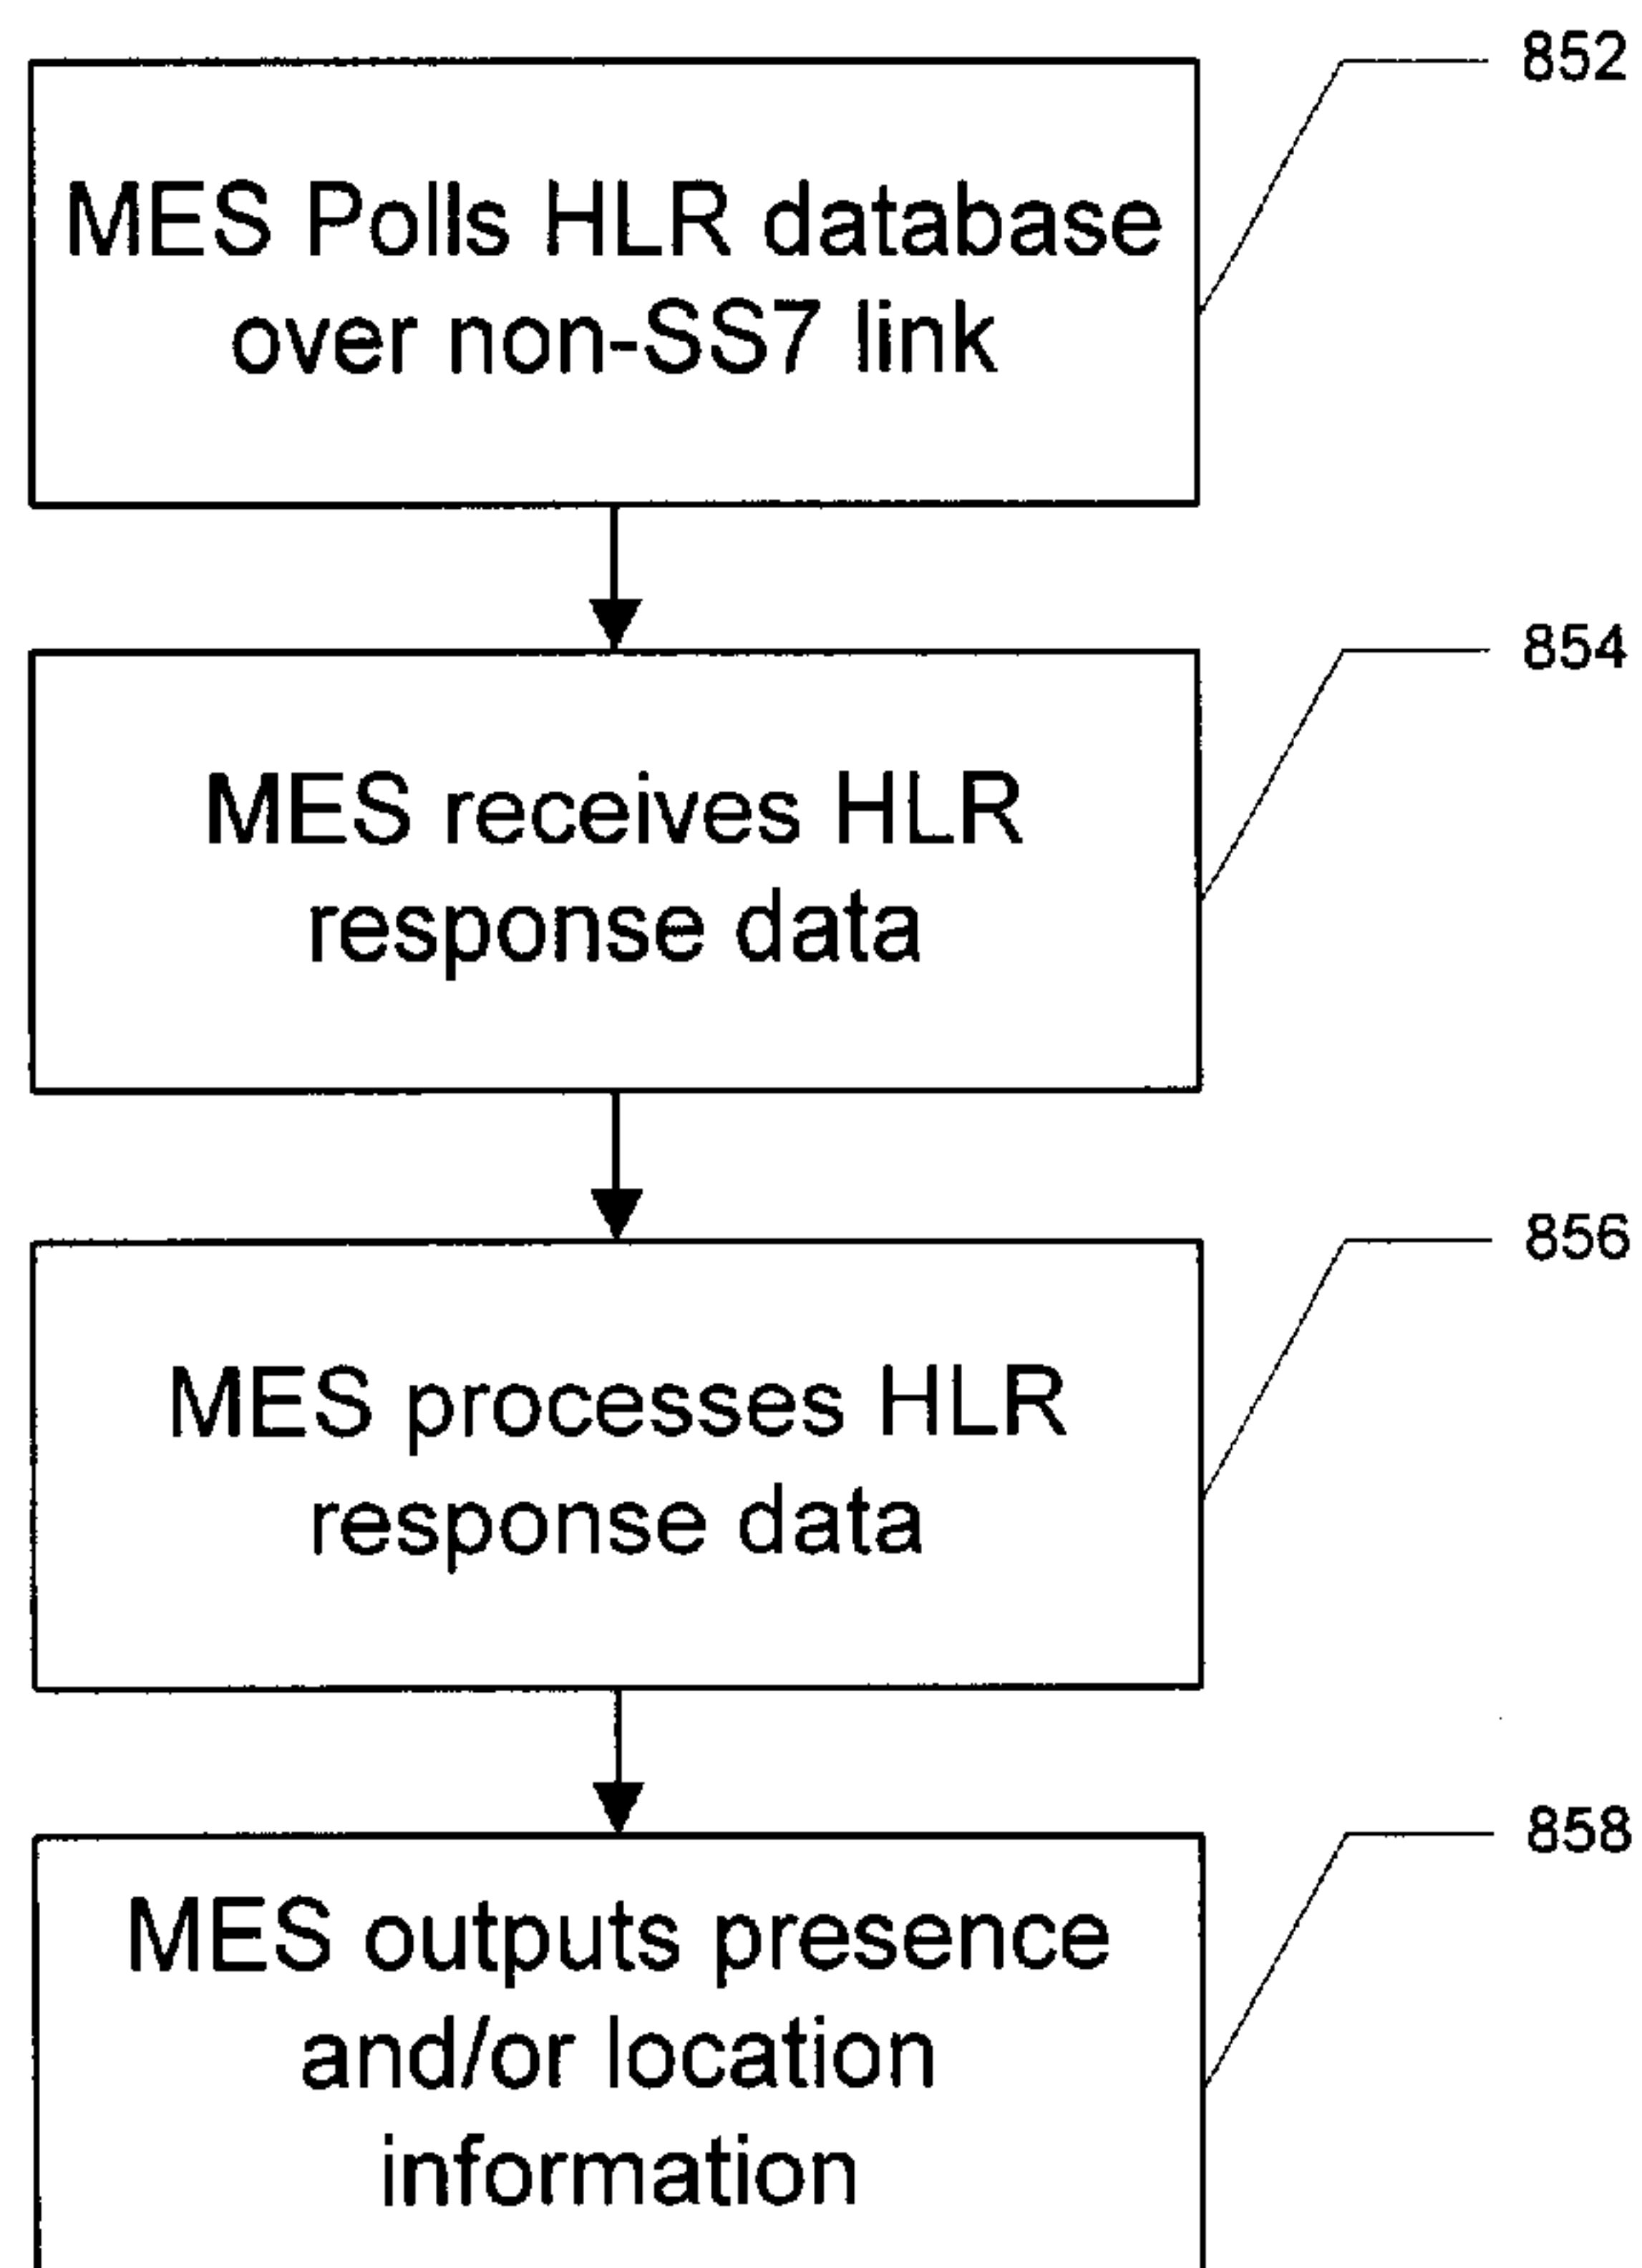 852
MES Polls HLR database
over non-SS7 link
854
MES receives HLR
response data
856
MES processes HLR
response data
858
MES outputs presence
and/or location
information